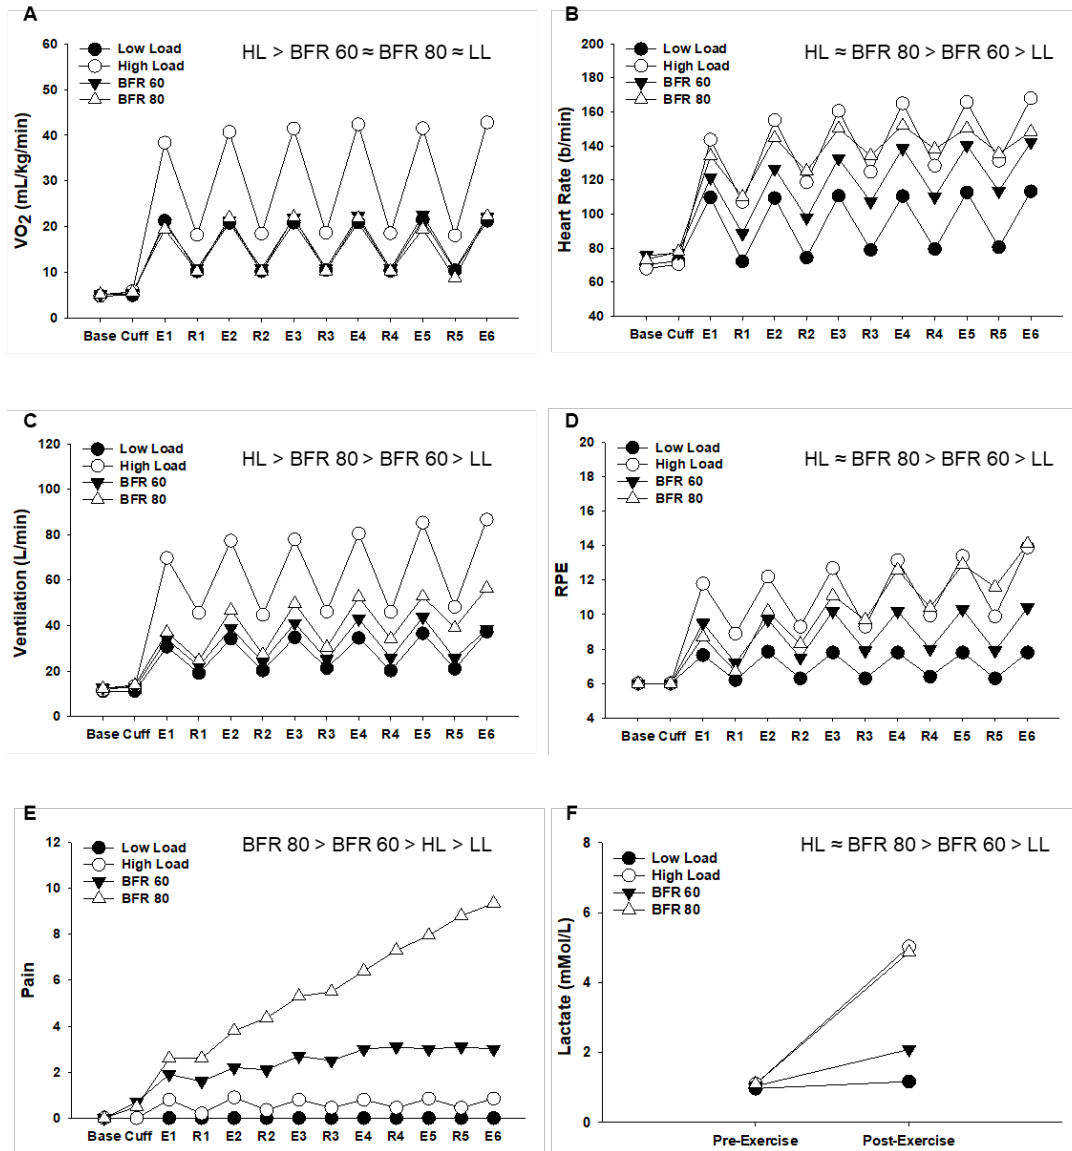 A
HL > BFR 60 ≈ BFR 80 ≈ LL
Low Load
High Load
BFR 60
BFR 80
VO2 (mL/kg/min)
60
50
40
30
20
10
0
Base Cuff E1 R1 E2 R2 E3 R3 E4 R4 E5 R5 E6
B
HL ≈ BFR 80 > BFR 60 > LL
Low Load
High Load
BFR 60
BFR 80
Heart Rate (b/min)
200
180
160
140
120
100
80
60
40
Base Cuff E1 R1 E2 R2 E3 R3 E4 R4 E5 R5 E6
C
HL > BFR 80 > BFR 60 > LL
Low Load
High Load
BFR 60
BFR 80
Ventilation (L/min)
120
100
80
60
40
20
0
Base Cuff E1 R1 E2 R2 E3 R3 E4 R4 E5 R5 E6
D
HL ≈ BFR 80 > BFR 60 > LL
Low Load
High Load
BFR 60
BFR 80
RPE
20
18
16
14
12
10
8
6
4
Base Cuff E1 R1 E2 R2 E3 R3 E4 R4 E5 R5 E6
E
BFR 80 > BFR 60 > HL > LL
Low Load
High Load
BFR 60
BFR 80
Pain
12
10
8
6
4
2
0
Base Cuff E1 R1 E2 R2 E3 R3 E4 R4 E5 R5 E6
F
HL ≈ BFR 80 > BFR 60 > LL
Low Load
High Load
BFR 60
BFR 80
Lactate (mMol/L)
8
6
4
2
0
Pre-Exercise Post-Exercise